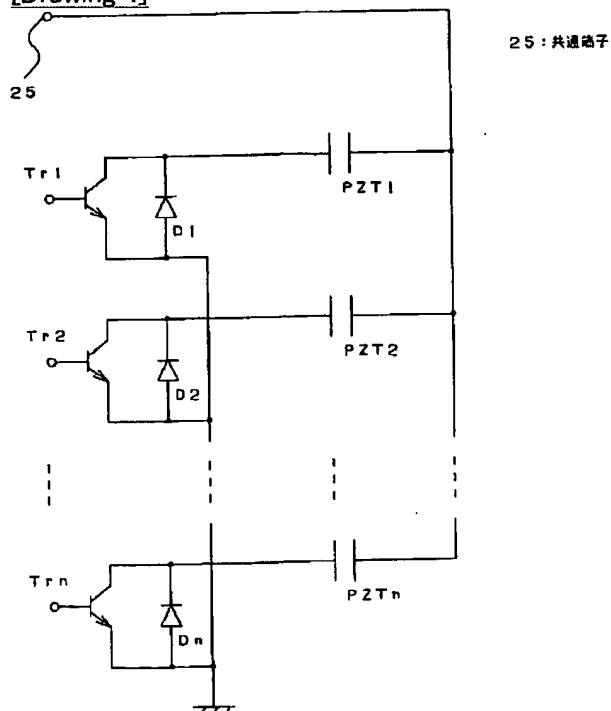 [Drawing 4]
25
25:共通端子
Tr1
D1
PZT1
Tr2
D2
PZT2
Trn
Dn
PZTn